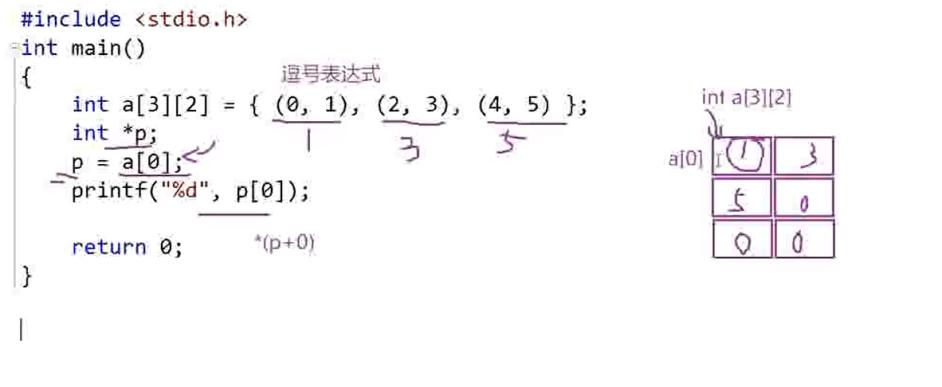 #include <stdio.h>
int main()
{
逗号表达式
int a[3][2] = { (0, 1), (2, 3), (4, 5) };
int *p;
1 3 5
p = a[0];
printf("%d", p[0]);
*(p+0)
return 0;
}
int a[3][2]
a[0] 1 3
5 0
0 0